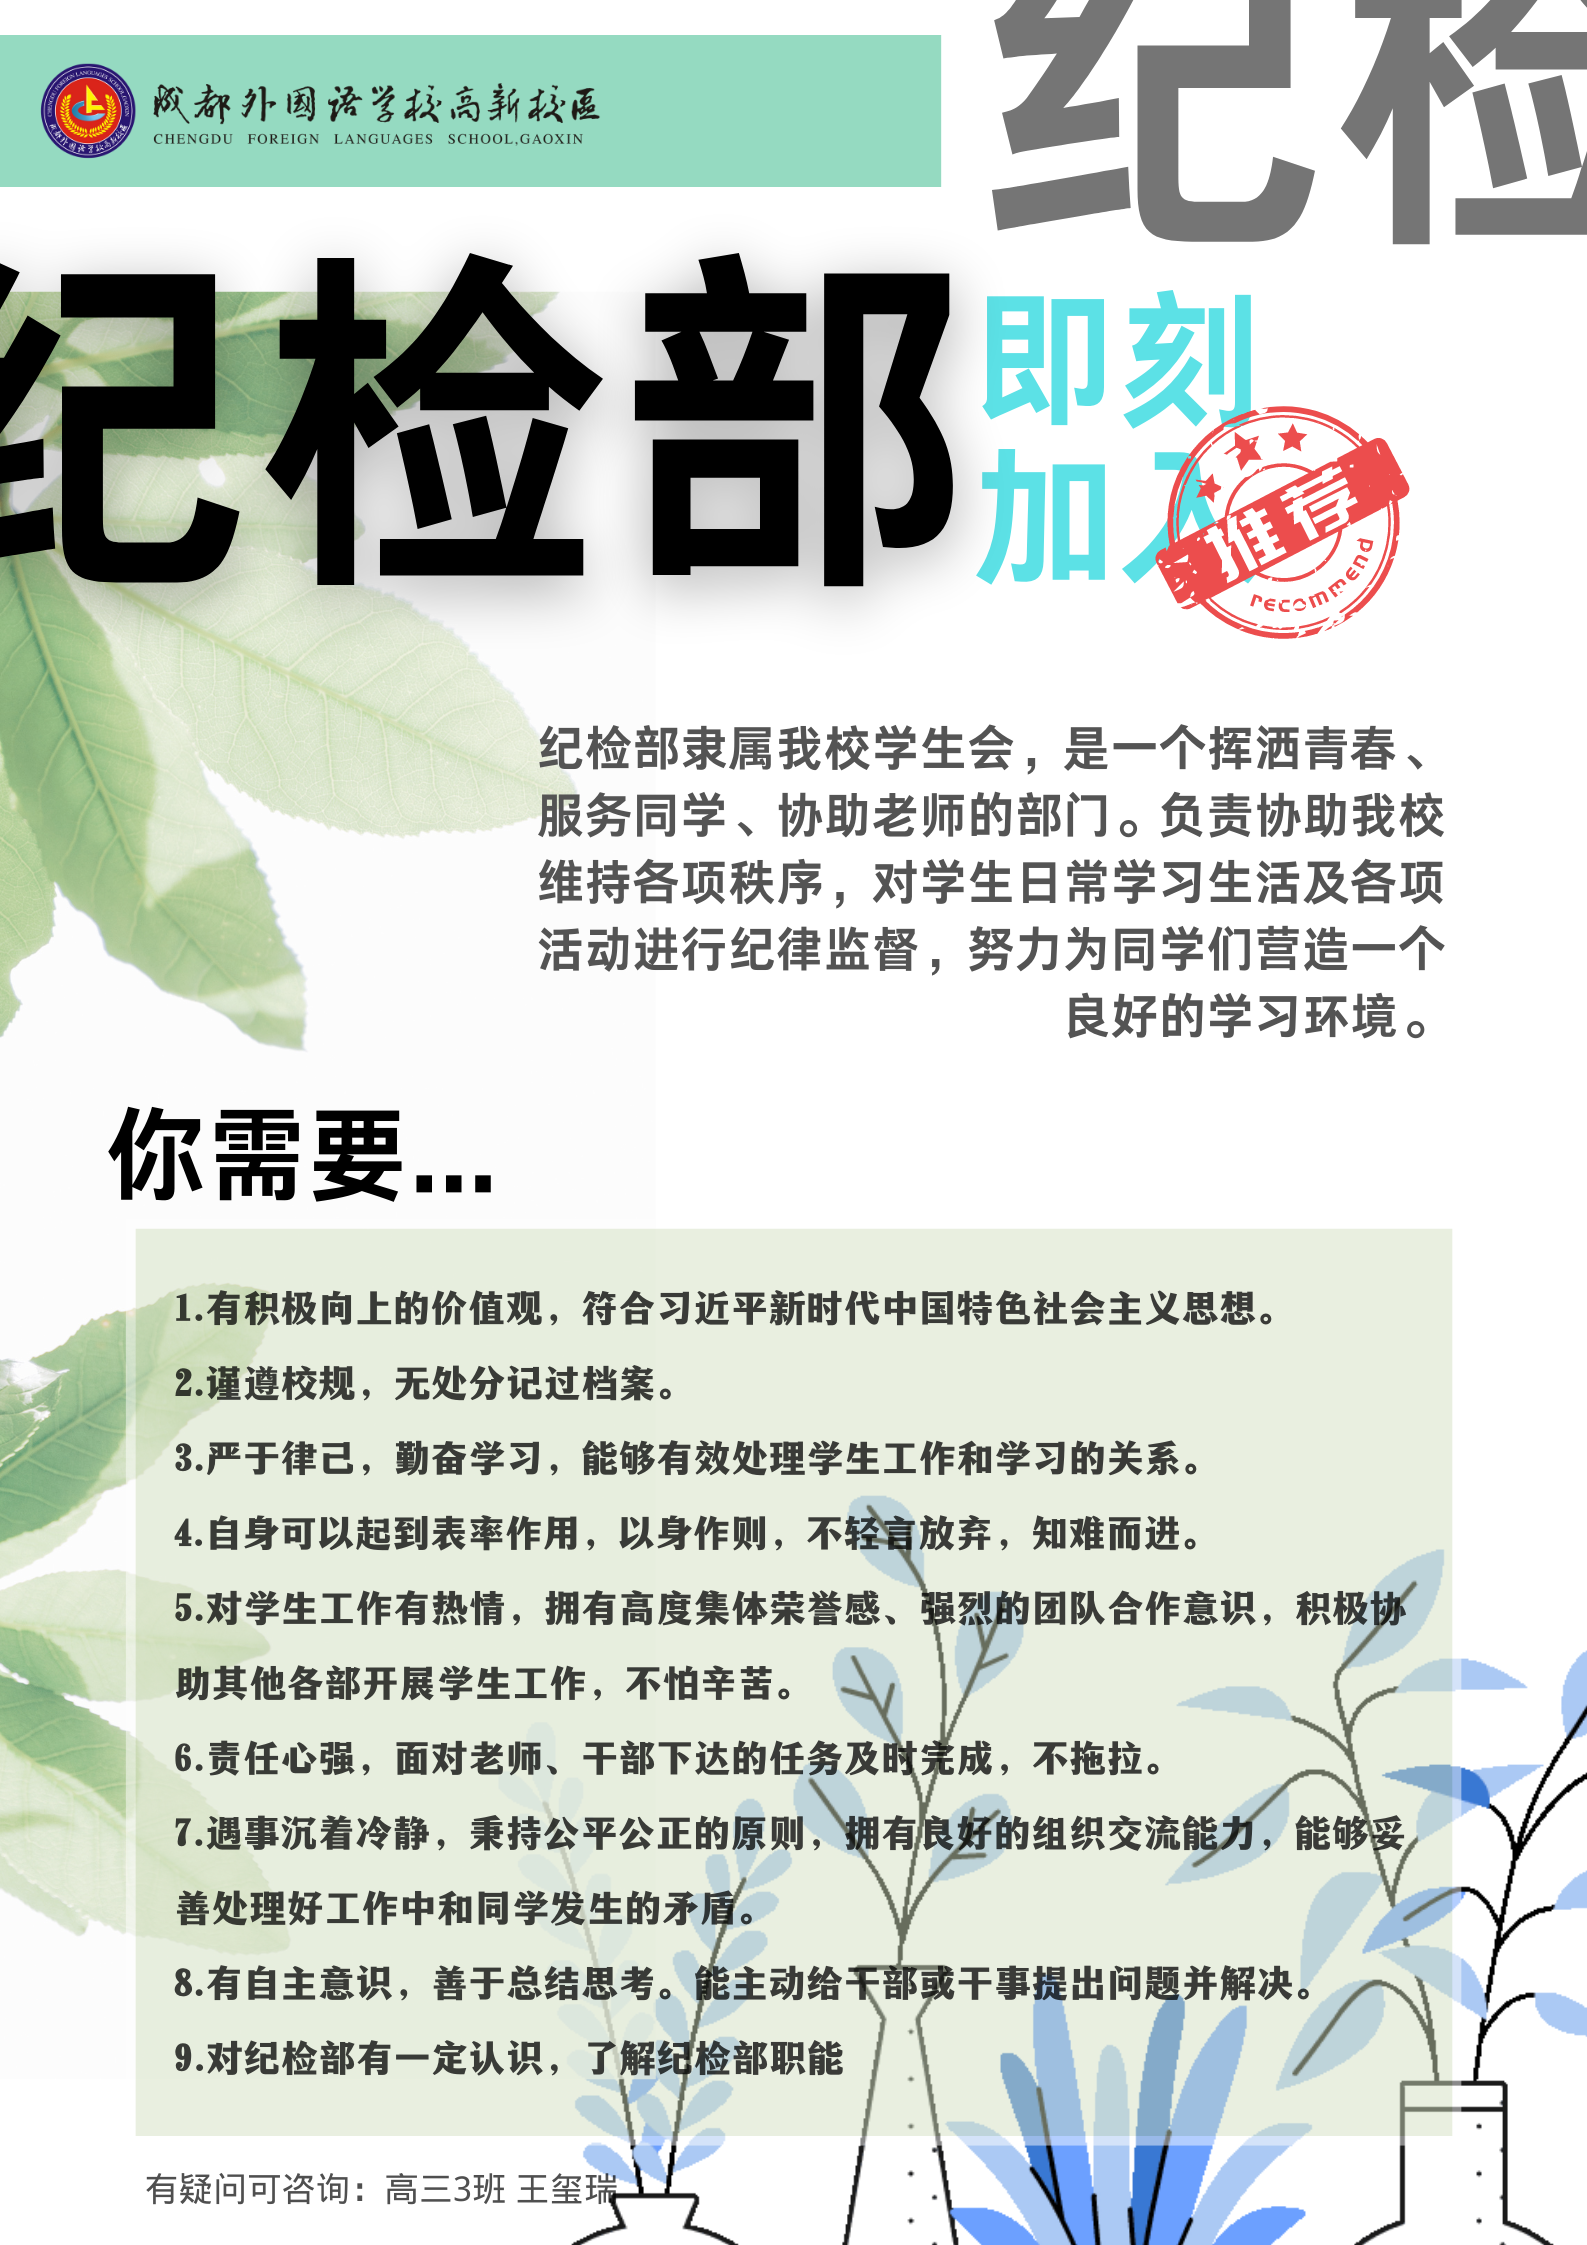 成都外國语学校高新校區
CHENGDU FOREIGN LANGUAGES SCHOOL,GAOXIN
纪检
纪检部
即刻
加入
推荐
recommend
纪检部隶属我校学生会，是一个挥洒青春、
服务同学、协助老师的部门。负责协助我校
维持各项秩序，对学生日常学习生活及各项
活动进行纪律监督，努力为同学们营造一个
良好的学习环境。
你需要...
1.有积极向上的价值观，符合习近平新时代中国特色社会主义思想。
2.谨遵校规，无处分记过档案。
3.严于律己，勤奋学习，能够有效处理学生工作和学习的关系。
4.自身可以起到表率作用，以身作则，不轻言放弃，知难而进。
5.对学生工作有热情，拥有高度集体荣誉感、强烈的团队合作意识，积极协
助其他各部开展学生工作，不怕辛苦。
6.责任心强，面对老师、干部下达的任务及时完成，不拖拉。
7.遇事沉着冷静，秉持公平公正的原则，拥有良好的组织交流能力，能够妥
善处理好工作中和同学发生的矛盾。
8.有自主意识，善于总结思考。能主动给干部或干事提出问题并解决。
9.对纪检部有一定认识，了解纪检部职能
有疑问可咨询：高三3班 王玺瑞